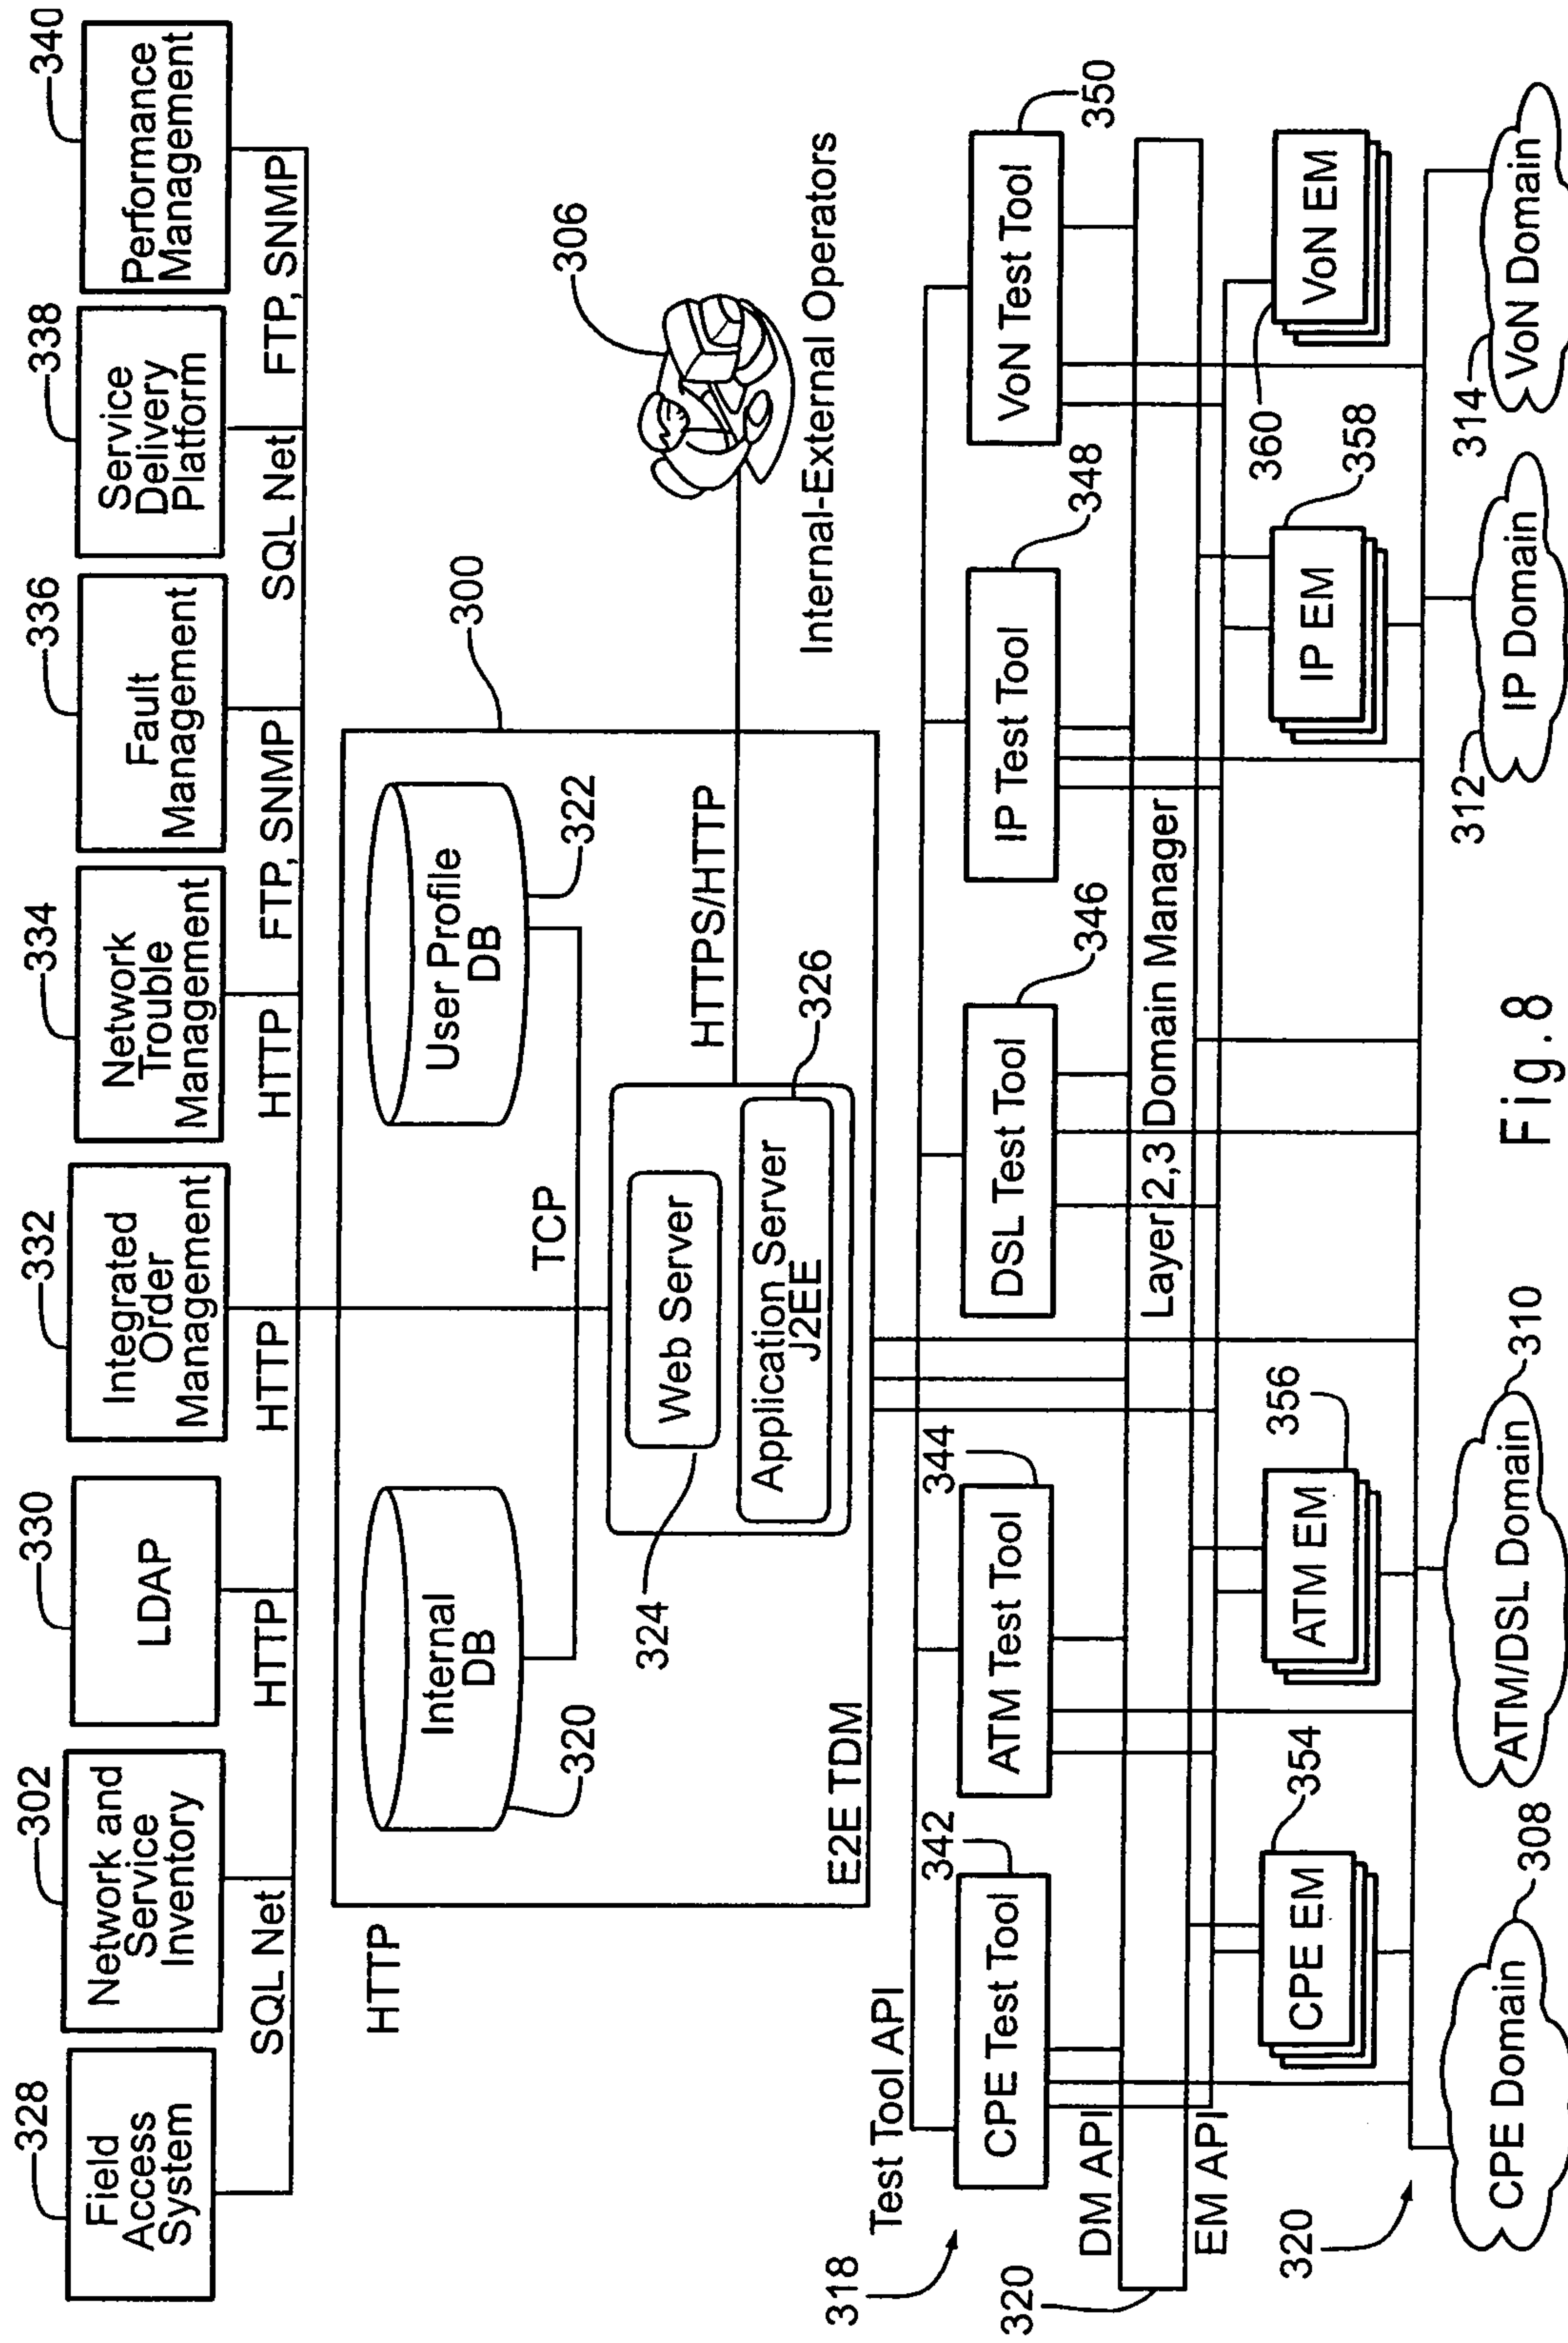 328
302
330
332
334
336
338
340
Field
Access
System
Network and
Service
Inventory
LDAP
Integrated
Order
Management
Network
Trouble
Management
Fault
Management
Service
Delivery
Platform
Performance
Management
SQL Net
HTTP
HTTP
HTTP
FTP, SNMP
SQL Net
FTP, SNMP
HTTP
300
Internal
DB
320
User Profile
DB
322
TCP
324
Web Server
Application Server
J2EE
326
HTTPS/HTTP
E2E TDM
306
Internal-External Operators
Test Tool API
318
342
344
346
348
350
CPE Test Tool
ATM Test Tool
DSL Test Tool
IP Test Tool
VoN Test Tool
DM API
320
Layer 2,3 Domain Manager
EM API
354
356
358
360
CPE EM
ATM EM
IP EM
VoN EM
320
308
310
312
314
CPE Domain
ATM/DSL Domain
IP Domain
VoN Domain
Fig. 8